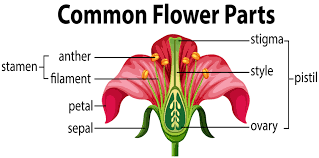 Common Flower Parts
stigma
anther
stamen
style
pistil
filament
petal
sepal
ovary